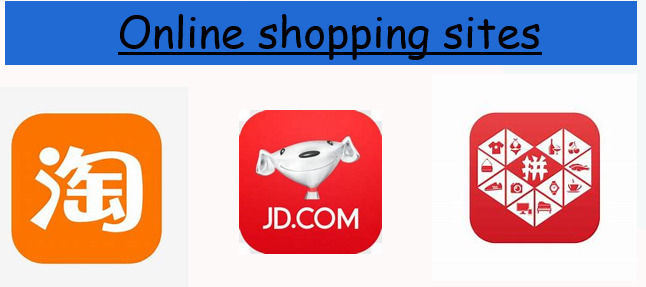 Online shopping sites
淘
JD.COM
拼